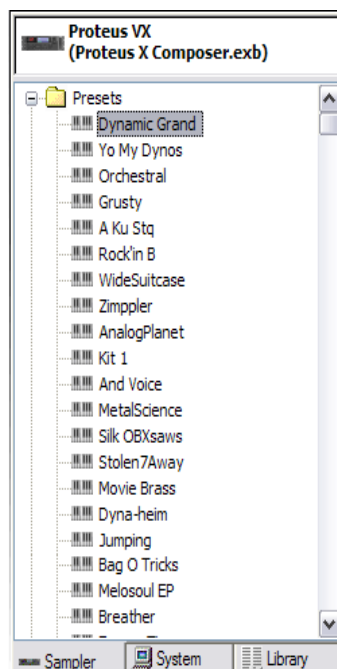 Proteus VX
(Proteus X Composer.exb)
Presets
Dynamic Grand
Yo My Dynos
Orchestral
Grusty
A Ku Stq
Rock'in B
WideSuitcase
Zimppler
AnalogPlanet
Kit 1
And Voice
MetalScience
Silk OBXsaws
Stolen7Away
Movie Brass
Dyna-heim
Jumping
Bag O Tricks
Melosoul EP
Breather
Sampler System Library